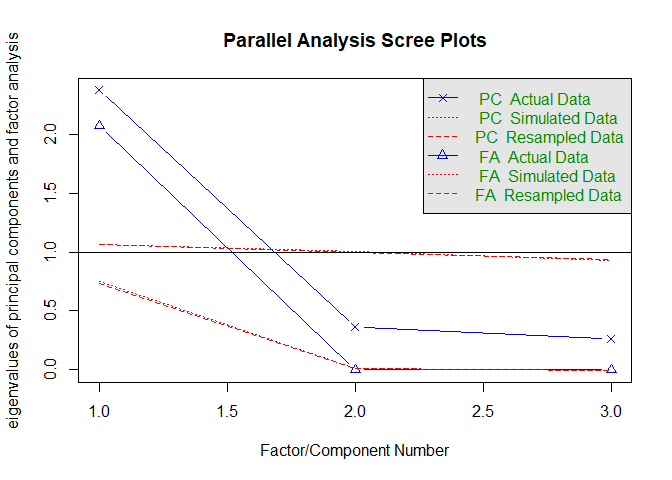 Parallel Analysis Scree Plots
eigenvalues of principal components and factor analysis
2.0
1.5
1.0
0.5
0.0
PC Actual Data
PC Simulated Data
PC Resampled Data
FA Actual Data
FA Simulated Data
FA Resampled Data
1.0 1.5 2.0 2.5 3.0
Factor/Component Number